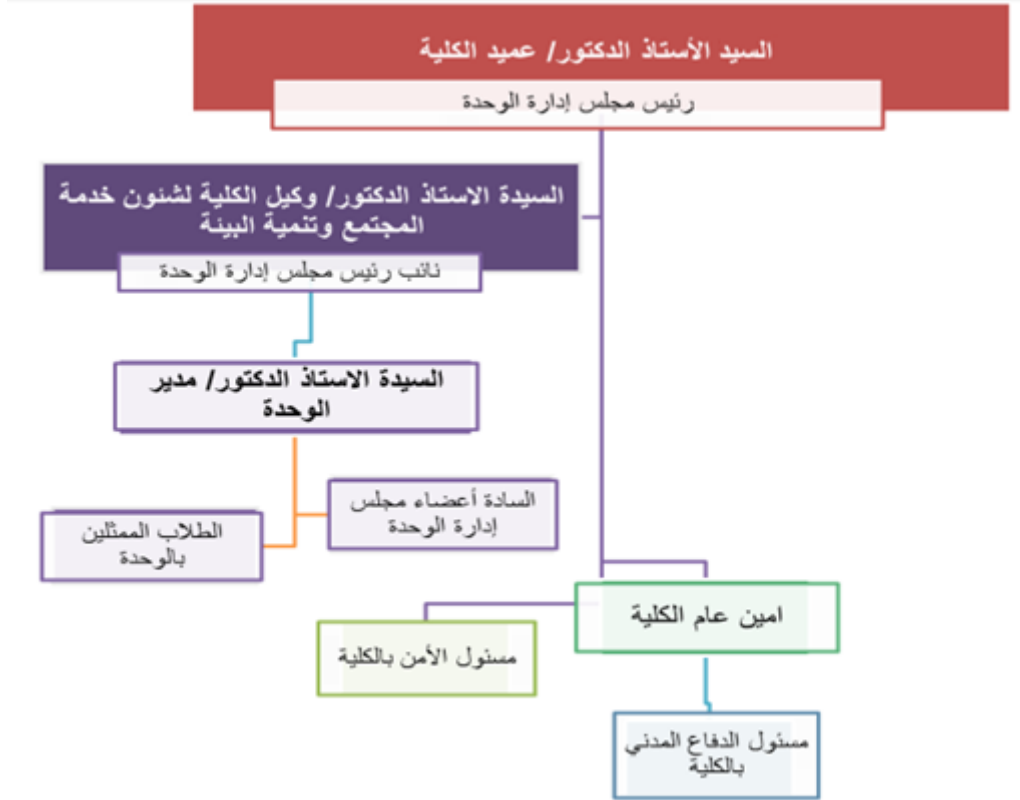 السيد الأستاذ الدكتور/ عميد الكلية
رئيس مجلس إدارة الوحدة
السيدة الاستاذ الدكتور/ وكيل الكلية لشئون خدمة
المجتمع وتنمية البيئة
نائب رئيس مجلس إدارة الوحدة
السيدة الاستاذ الدكتور/ مدير
الوحدة
السادة أعضاء مجلس
إدارة الوحدة
الطلاب الممثلين
بالوحدة
امين عام الكلية
مسئول الأمن بالكلية
مسئول الدفاع المدني
بالكلية